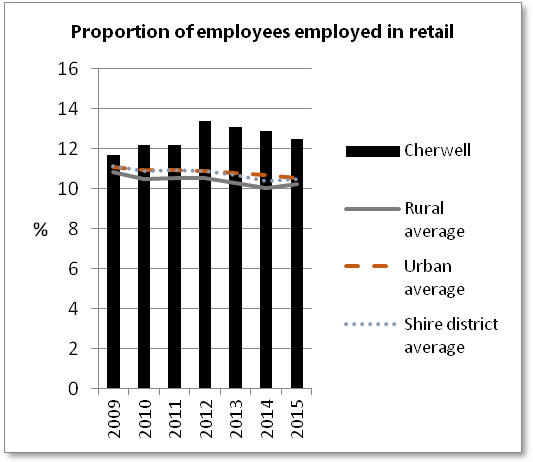 Proportion of employees employed in retail
16
14
12
10
8
6
4
2
0
%
2009
2010
2011
2012
2013
2014
2015
Cherwell
Rural
average
Urban
average
Shire district
average